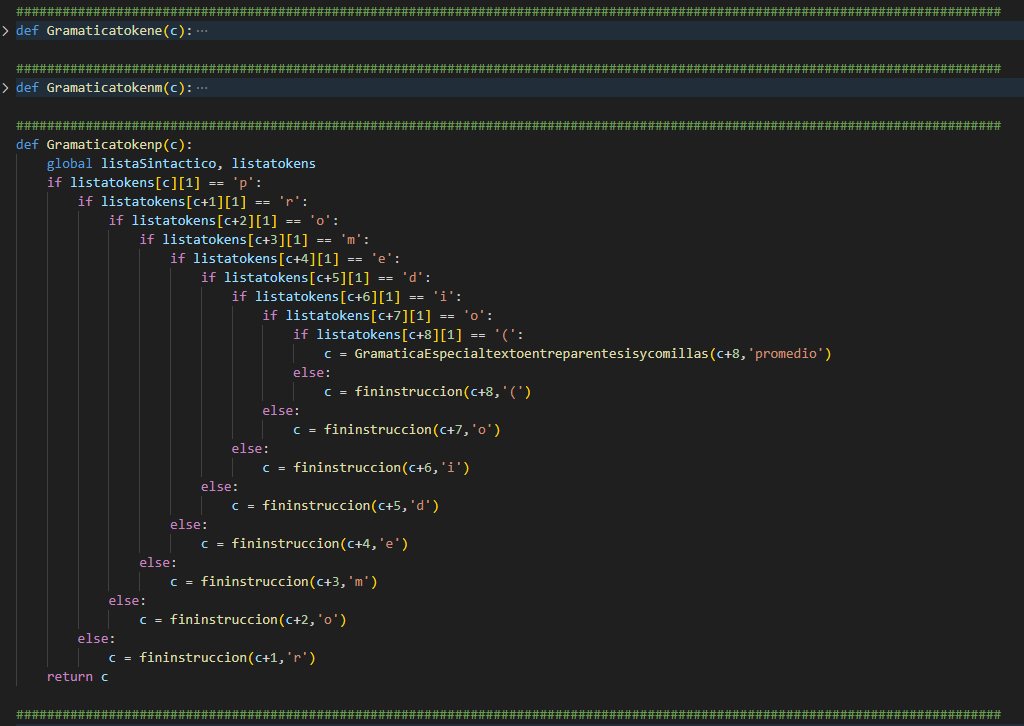 ################################################################################################################################
def Gramaticatokene(c): ···
################################################################################################################################
def Gramaticatokenm(c): ···
################################################################################################################################
def Gramaticatokenp(c):
    global listaSintactico, listatokens
    if listatokens[c][1] == 'p':
        if listatokens[c+1][1] == 'r':
            if listatokens[c+2][1] == 'o':
                if listatokens[c+3][1] == 'm':
                    if listatokens[c+4][1] == 'e':
                        if listatokens[c+5][1] == 'd':
                            if listatokens[c+6][1] == 'i':
                                if listatokens[c+7][1] == 'o':
                                    if listatokens[c+8][1] == '(':
                                        c = GramaticaEspecialtextoentreparentesisycomillas(c+8,'promedio')
                                    else:
                                        c = fininstruccion(c+8,'(')
                                else:
                                    c = fininstruccion(c+7,'o')
                            else:
                                c = fininstruccion(c+6,'i')
                        else:
                            c = fininstruccion(c+5,'d')
                    else:
                        c = fininstruccion(c+4,'e')
                else:
                    c = fininstruccion(c+3,'m')
            else:
                c = fininstruccion(c+2,'o')
        else:
            c = fininstruccion(c+1,'r')
    return c
################################################################################################################################